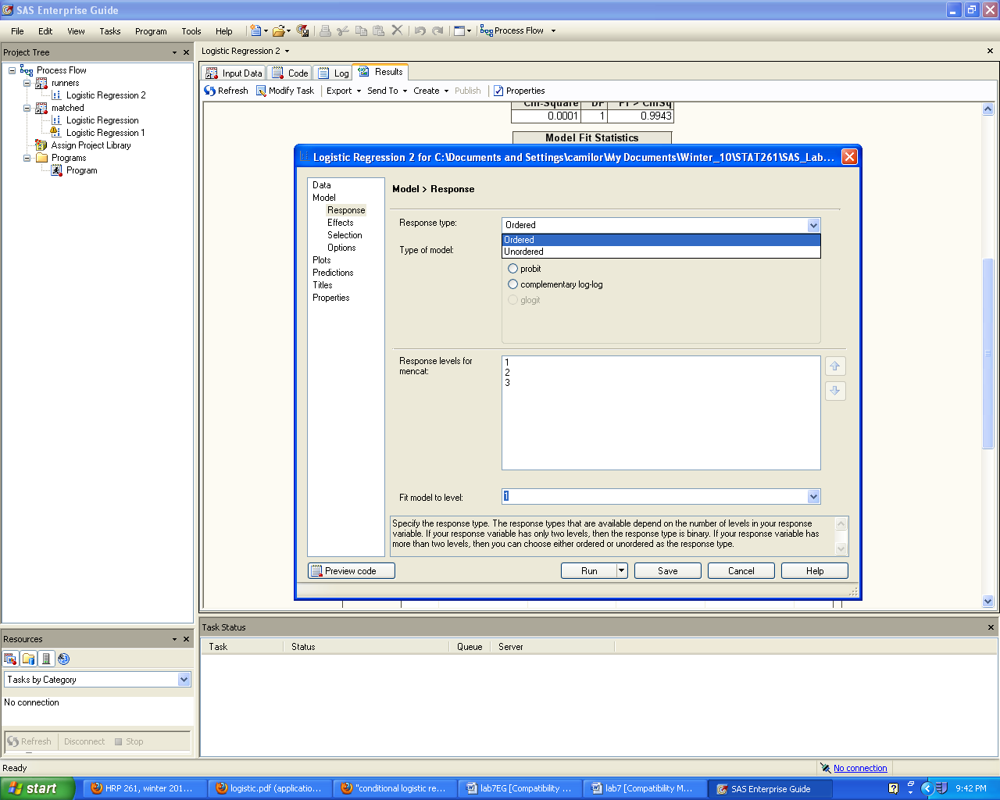 SAS Enterprise Guide
File Edit View Tasks Program Tools Help Process Flow
Project Tree
Process Flow
runners
Logistic Regression 2
matched
Logistic Regression
Logistic Regression 1
Assign Project Library
Programs
Program
Logistic Regression 2
Input Data Code Log Results
Refresh Modify Task Export Send To Create Publish Properties
Chi-Square DF Pr > ChiSq
0.0001 1 0.9943
Model Fit Statistics
Logistic Regression 2 for C:\Documents and Settings\camilor\My Documents\Winter_10\STAT261\SAS_Lab...
Data
Model
Response
Effects
Selection
Options
Plots
Predictions
Titles
Properties
Model > Response
Response type: Ordered
Ordered
Unordered
Type of model:
probit
complementary log-log
glogit
Response levels for
mencat:
1
2
3
Fit model to level: 1
Specify the response type. The response types that are available depend on the number of levels in your response
variable. If your response variable has only two levels, then the response type is binary. If your response variable has
more than two levels, then you can choose either ordered or unordered as the response type.
Preview code Run Save Cancel Help
Resources
Tasks by Category
No connection
Refresh Disconnect Stop
Task Status
Task Status Queue Server
Ready
No connection
start HRP 261, winter 201... logistic.pdf (applicatio... "conditional logistic re... lab7EG [Compatibility ... lab7 [Compatibility M... SAS Enterprise Guide 9:42 PM